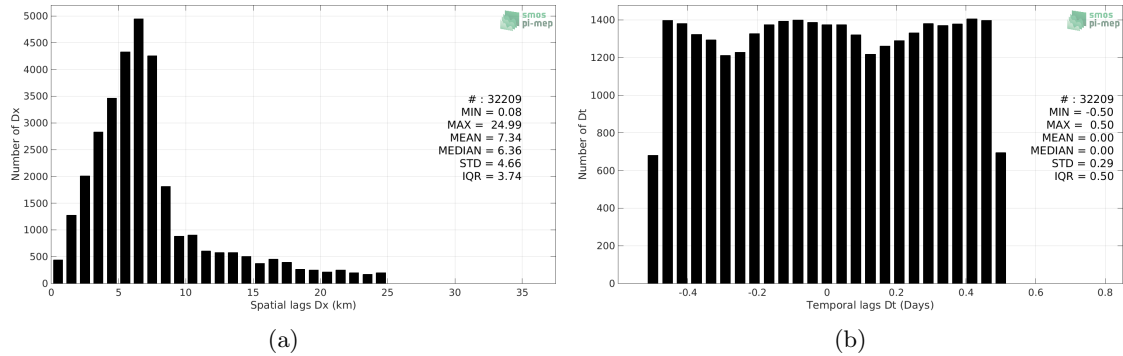 5000
4500
4000
3500
3000
2500
2000
1500
1000
500
0
Number of Dx
0 5 10 15 20 25 30 35
Spatial lags Dx (km)
smos
pi-mep
# : 32209
MIN = 0.08
MAX = 24.99
MEAN = 7.34
MEDIAN = 6.36
STD = 4.66
IQR = 3.74
(a)
1400
1200
1000
800
600
400
200
0
Number of Dt
-0.4 -0.2 0 0.2 0.4 0.6 0.8
Temporal lags Dt (Days)
smos
pi-mep
# : 32209
MIN = -0.50
MAX = 0.50
MEAN = 0.00
MEDIAN = 0.00
STD = 0.29
IQR = 0.50
(b)